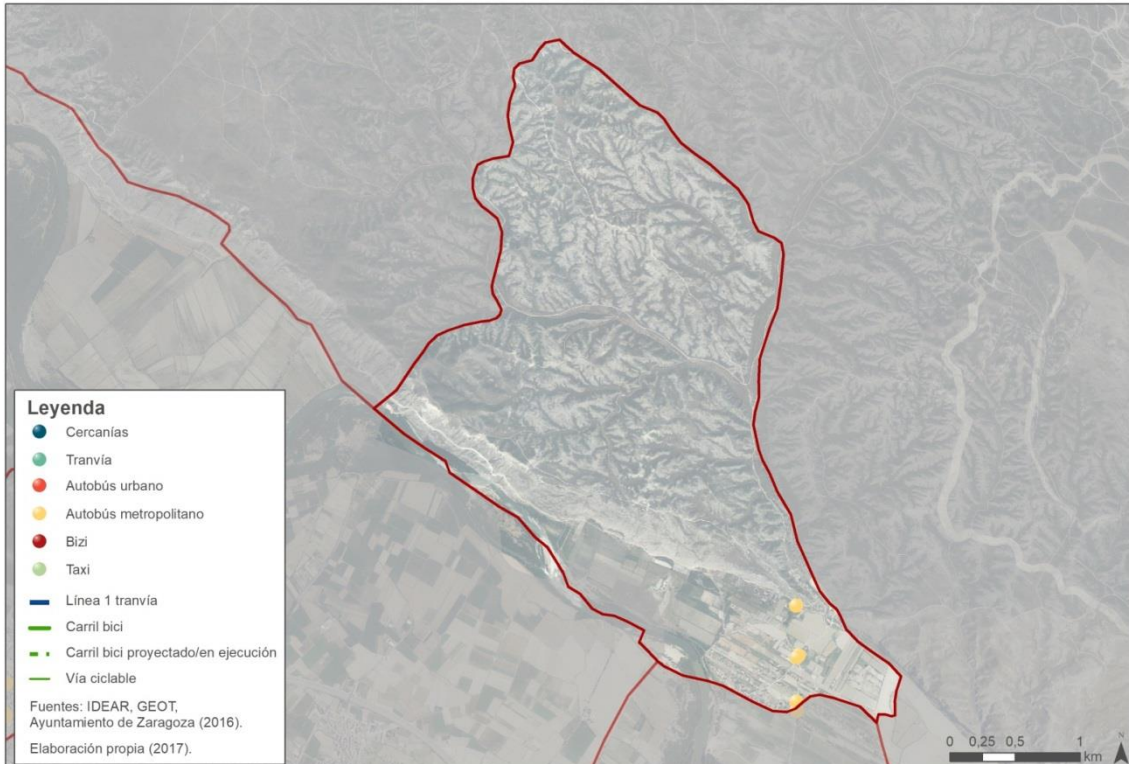 Leyenda
Cercanías
Tranvía
Autobús urbano
Autobús metropolitano
Bizi
Taxi
Línea 1 tranvía
Carril bici
Carril bici proyectado/en ejecución
Vía ciclable
Fuentes: IDEAR, GEOT,
Ayuntamiento de Zaragoza (2016).
Elaboración propia (2017).
0 0,25 0,5 1
km
N